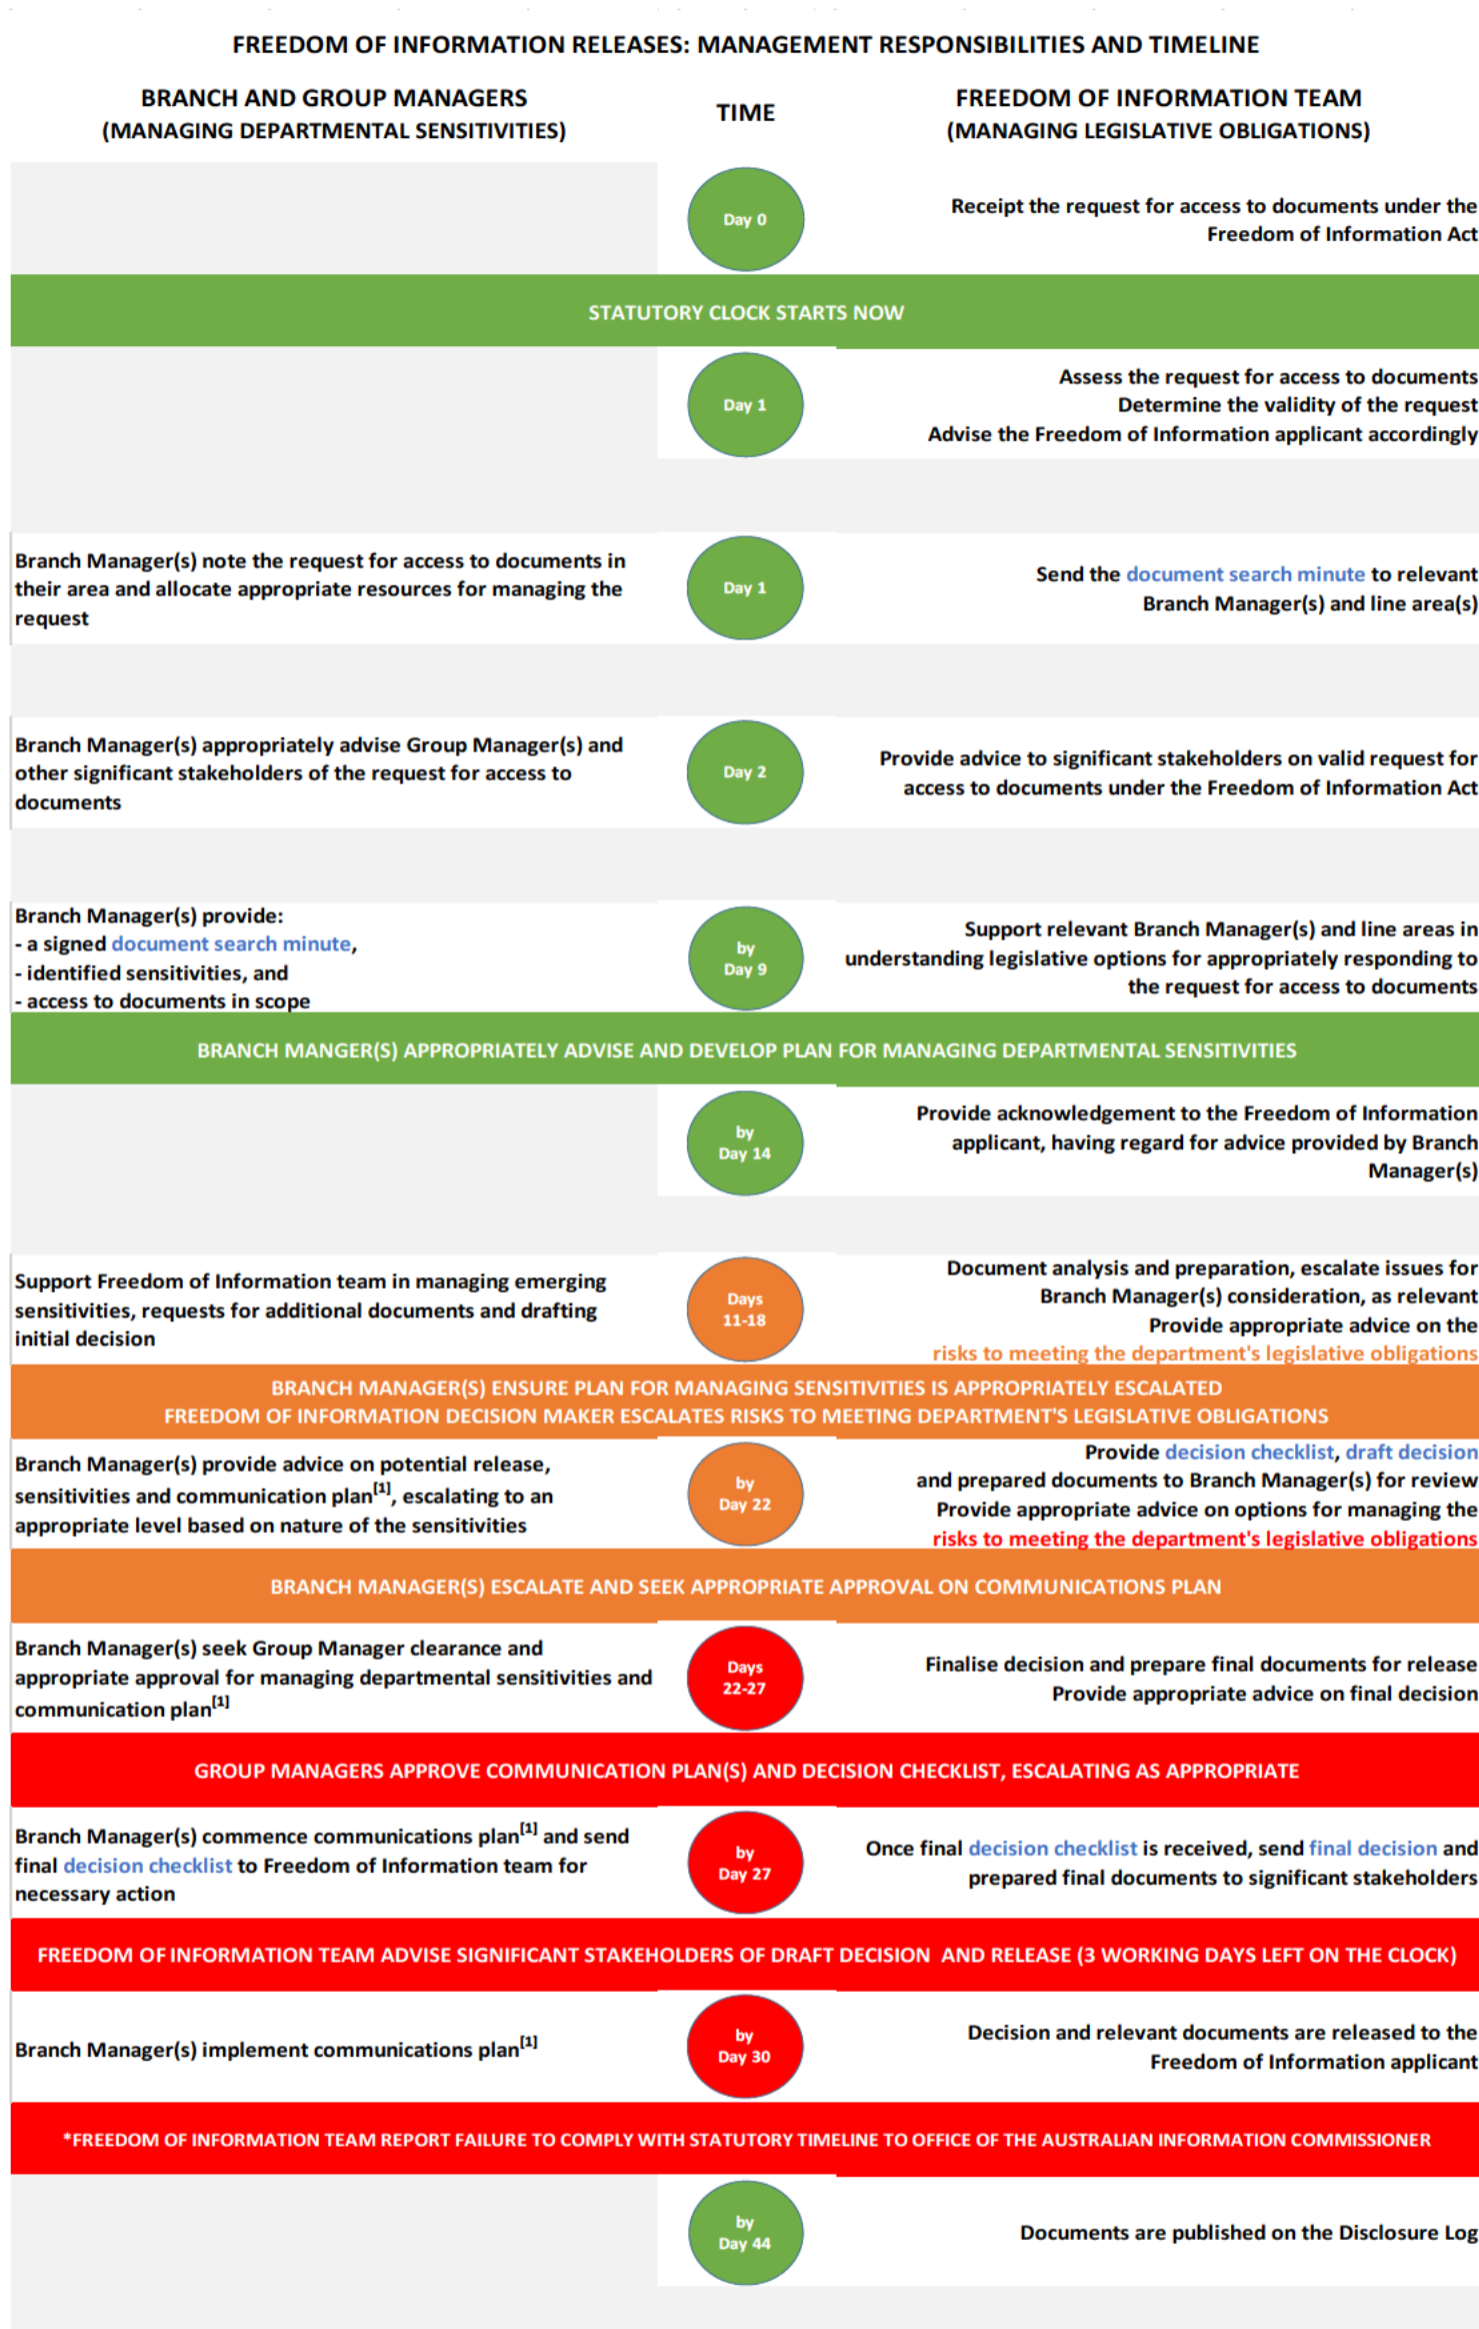 FREEDOM OF INFORMATION RELEASES: MANAGEMENT RESPONSIBILITIES AND TIMELINE
BRANCH AND GROUP MANAGERS
(MANAGING DEPARTMENTAL SENSITIVITIES)
TIME
FREEDOM OF INFORMATION TEAM
(MANAGING LEGISLATIVE OBLIGATIONS)
Day 0
Receipt the request for access to documents under the
Freedom of Information Act
STATUTORY CLOCK STARTS NOW
Day 1
Assess the request for access to documents
Determine the validity of the request
Advise the Freedom of Information applicant accordingly
Branch Manager(s) note the request for access to documents in
their area and allocate appropriate resources for managing the
request
Day 1
Send the document search minute to relevant
Branch Manager(s) and line area(s)
Branch Manager(s) appropriately advise Group Manager(s) and
other significant stakeholders of the request for access to
documents
Day 2
Provide advice to significant stakeholders on valid request for
access to documents under the Freedom of Information Act
Branch Manager(s) provide:
- a signed document search minute,
- identified sensitivities, and
- access to documents in scope
by
Day 9
Support relevant Branch Manager(s) and line areas in
understanding legislative options for appropriately responding to
the request for access to documents
BRANCH MANGER(S) APPROPRIATELY ADVISE AND DEVELOP PLAN FOR MANAGING DEPARTMENTAL SENSITIVITIES
by
Day 14
Provide acknowledgement to the Freedom of Information
applicant, having regard for advice provided by Branch
Manager(s)
Support Freedom of Information team in managing emerging
sensitivities, requests for additional documents and drafting
initial decision
Days
11-18
Document analysis and preparation, escalate issues for
Branch Manager(s) consideration, as relevant
Provide appropriate advice on the
risks to meeting the department's legislative obligations
BRANCH MANAGER(S) ENSURE PLAN FOR MANAGING SENSITIVITIES IS APPROPRIATELY ESCALATED
FREEDOM OF INFORMATION DECISION MAKER ESCALATES RISKS TO MEETING DEPARTMENT'S LEGISLATIVE OBLIGATIONS
Branch Manager(s) provide advice on potential release,
sensitivities and communication plan[1], escalating to an
appropriate level based on nature of the sensitivities
by
Day 22
Provide decision checklist, draft decision
and prepared documents to Branch Manager(s) for review
Provide appropriate advice on options for managing the
risks to meeting the department's legislative obligations
BRANCH MANAGER(S) ESCALATE AND SEEK APPROPRIATE APPROVAL ON COMMUNICATIONS PLAN
Branch Manager(s) seek Group Manager clearance and
appropriate approval for managing departmental sensitivities and
communication plan[1]
Days
22-27
Finalise decision and prepare final documents for release
Provide appropriate advice on final decision
GROUP MANAGERS APPROVE COMMUNICATION PLAN(S) AND DECISION CHECKLIST, ESCALATING AS APPROPRIATE
Branch Manager(s) commence communications plan[1] and send
final decision checklist to Freedom of Information team for
necessary action
by
Day 27
Once final decision checklist is received, send final decision and
prepared final documents to significant stakeholders
FREEDOM OF INFORMATION TEAM ADVISE SIGNIFICANT STAKEHOLDERS OF DRAFT DECISION AND RELEASE (3 WORKING DAYS LEFT ON THE CLOCK)
Branch Manager(s) implement communications plan[1]
by
Day 30
Decision and relevant documents are released to the
Freedom of Information applicant
*FREEDOM OF INFORMATION TEAM REPORT FAILURE TO COMPLY WITH STATUTORY TIMELINE TO OFFICE OF THE AUSTRALIAN INFORMATION COMMISSIONER
by
Day 44
Documents are published on the Disclosure Log